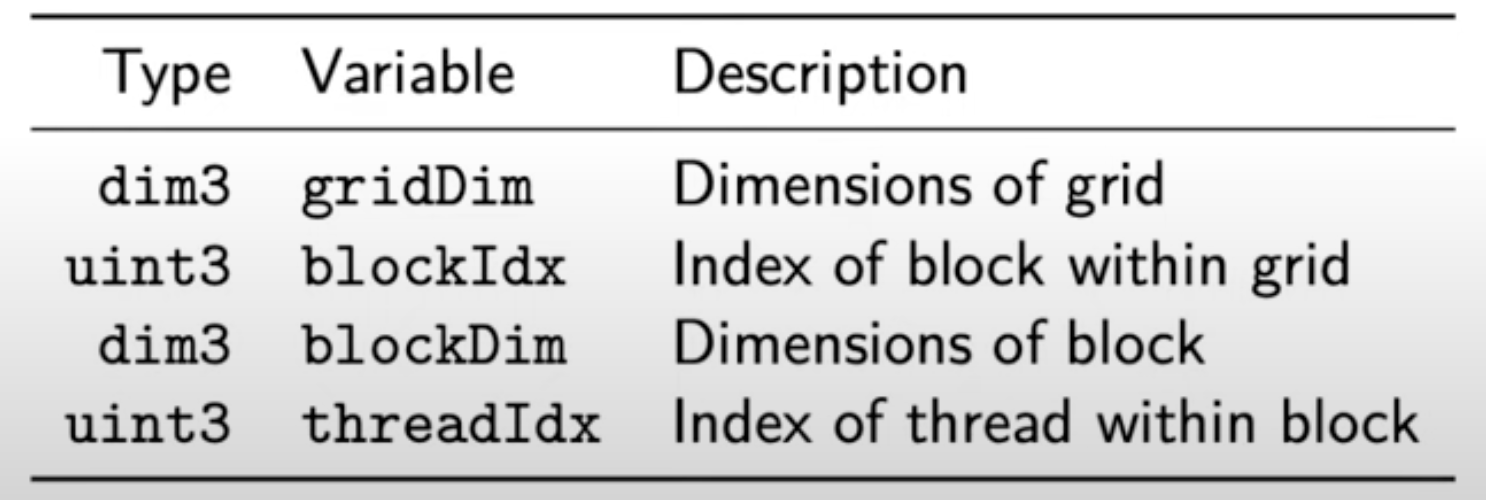 Type Variable Description
dim3 gridDim Dimensions of grid
uint3 blockIdx Index of block within grid
dim3 blockDim Dimensions of block
uint3 threadIdx Index of thread within block